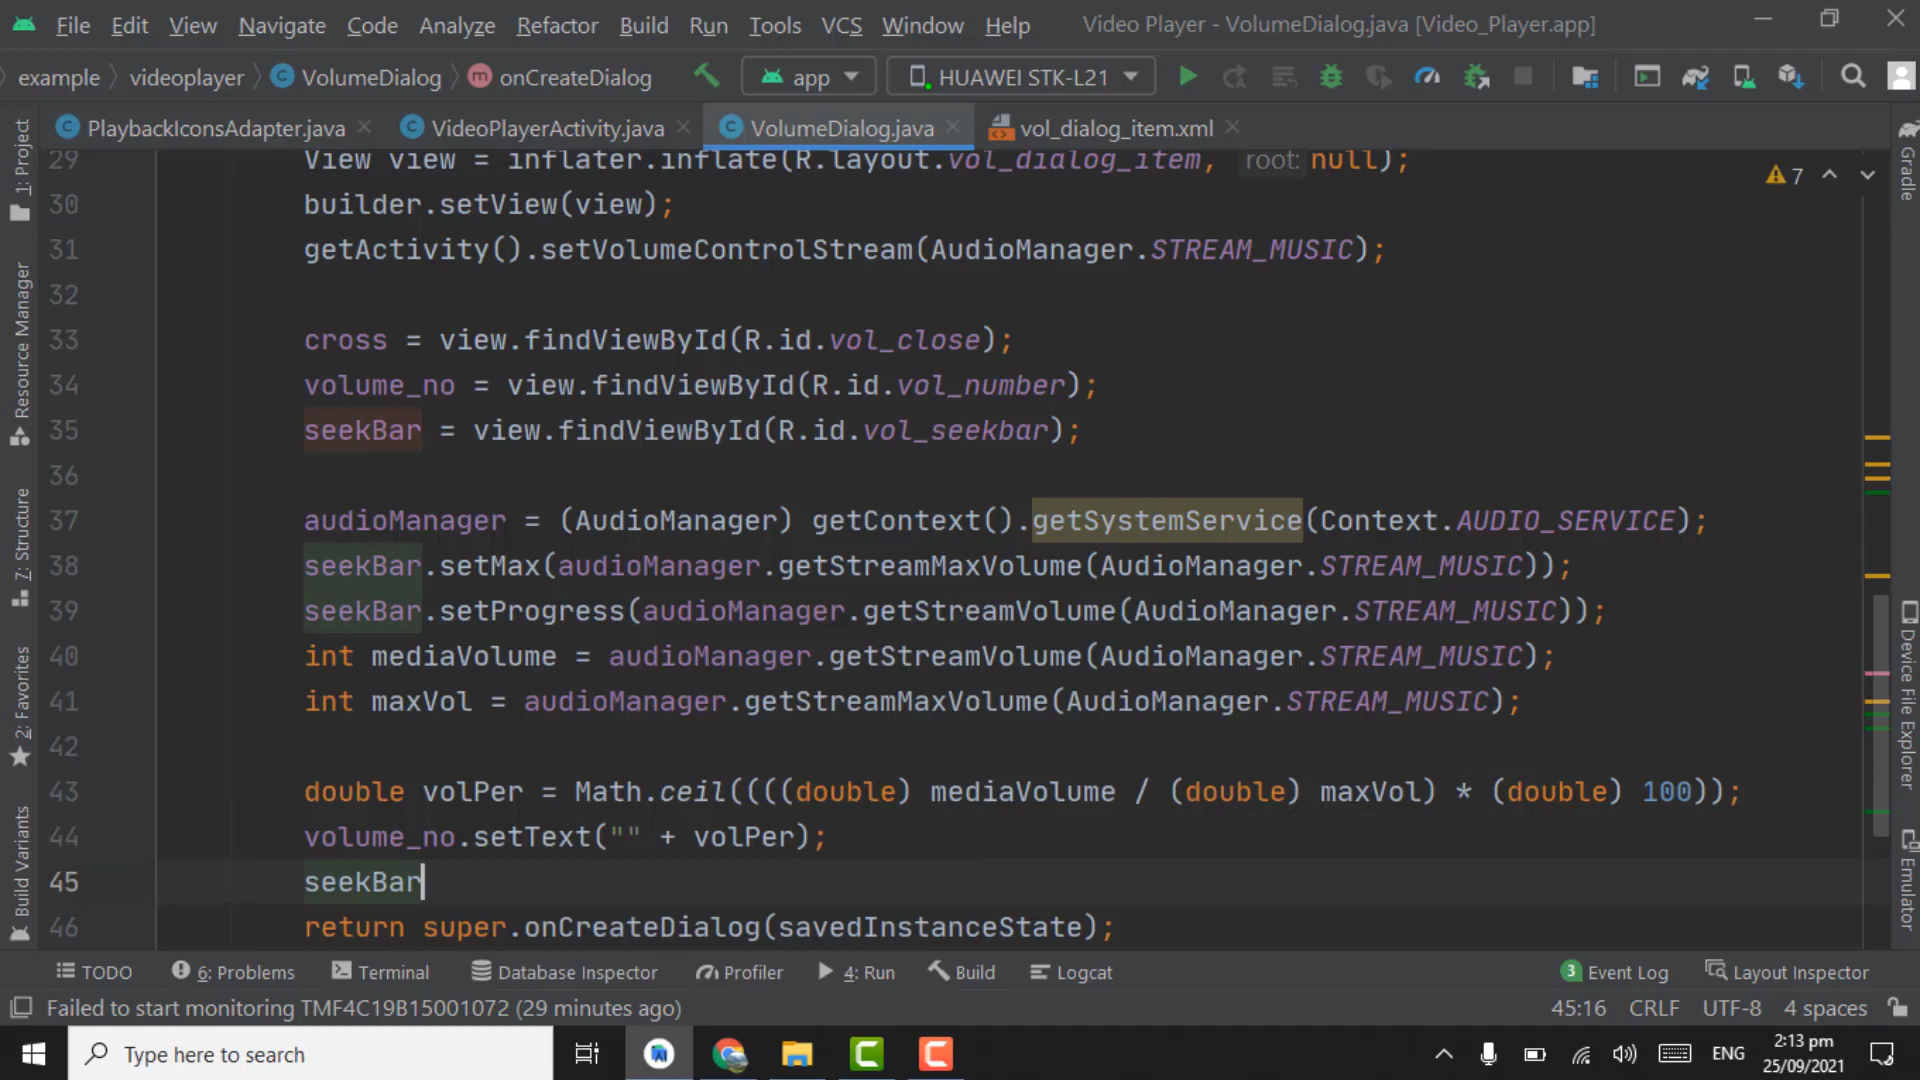 File Edit View Navigate Code Analyze Refactor Build Run Tools VCS Window Help Video Player - VolumeDialog.java [Video_Player.app]
example videoplayer VolumeDialog m onCreateDialog app HUAWEI STK-L21
PlaybackIconsAdapter.java VideoPlayerActivity.java VolumeDialog.java vol_dialog_item.xml
29 View view = inflater.inflate(R.layout.vol_dialog_item, root: null);
30 builder.setView(view);
31 getActivity().setVolumeControlStream(AudioManager.STREAM_MUSIC);
32
33 cross = view.findViewById(R.id.vol_close);
34 volume_no = view.findViewById(R.id.vol_number);
35 seekBar = view.findViewById(R.id.vol_seekbar);
36
37 audioManager = (AudioManager) getContext().getSystemService(Context.AUDIO_SERVICE);
38 seekBar.setMax(audioManager.getStreamMaxVolume(AudioManager.STREAM_MUSIC));
39 seekBar.setProgress(audioManager.getStreamVolume(AudioManager.STREAM_MUSIC));
40 int mediaVolume = audioManager.getStreamVolume(AudioManager.STREAM_MUSIC);
41 int maxVol = audioManager.getStreamMaxVolume(AudioManager.STREAM_MUSIC);
42
43 double volPer = Math.ceil((((double) mediaVolume / (double) maxVol) * (double) 100));
44 volume_no.setText("" + volPer);
45 seekBar
46 return super.onCreateDialog(savedInstanceState);
7
1: Project
Resource Manager
7: Structure
2: Favorites
Build Variants
Gradle
Device File Explorer
Emulator
TODO 6: Problems Terminal Database Inspector Profiler 4: Run Build Logcat 3 Event Log Layout Inspector
Failed to start monitoring TMF4C19B15001072 (29 minutes ago) 45:16 CRLF UTF-8 4 spaces
Type here to search ENG 2:13 pm
25/09/2021